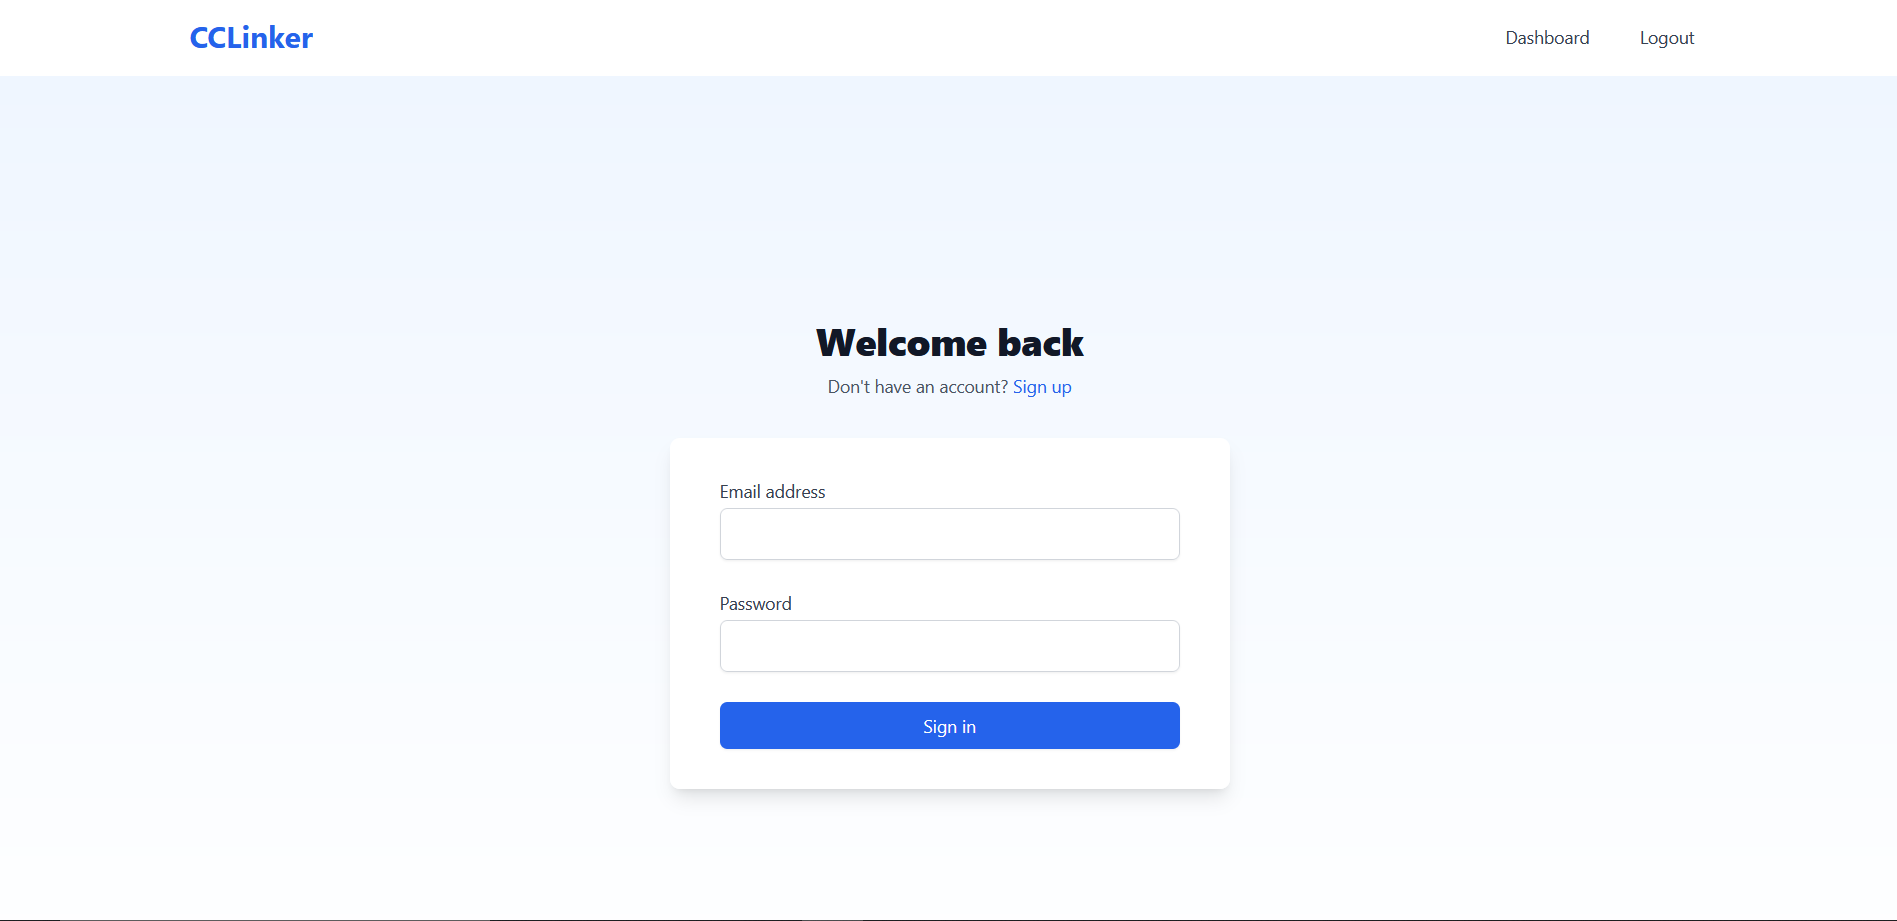 CCLinker
Dashboard
Logout
Welcome back
Don't have an account? Sign up
Email address
Password
Sign in